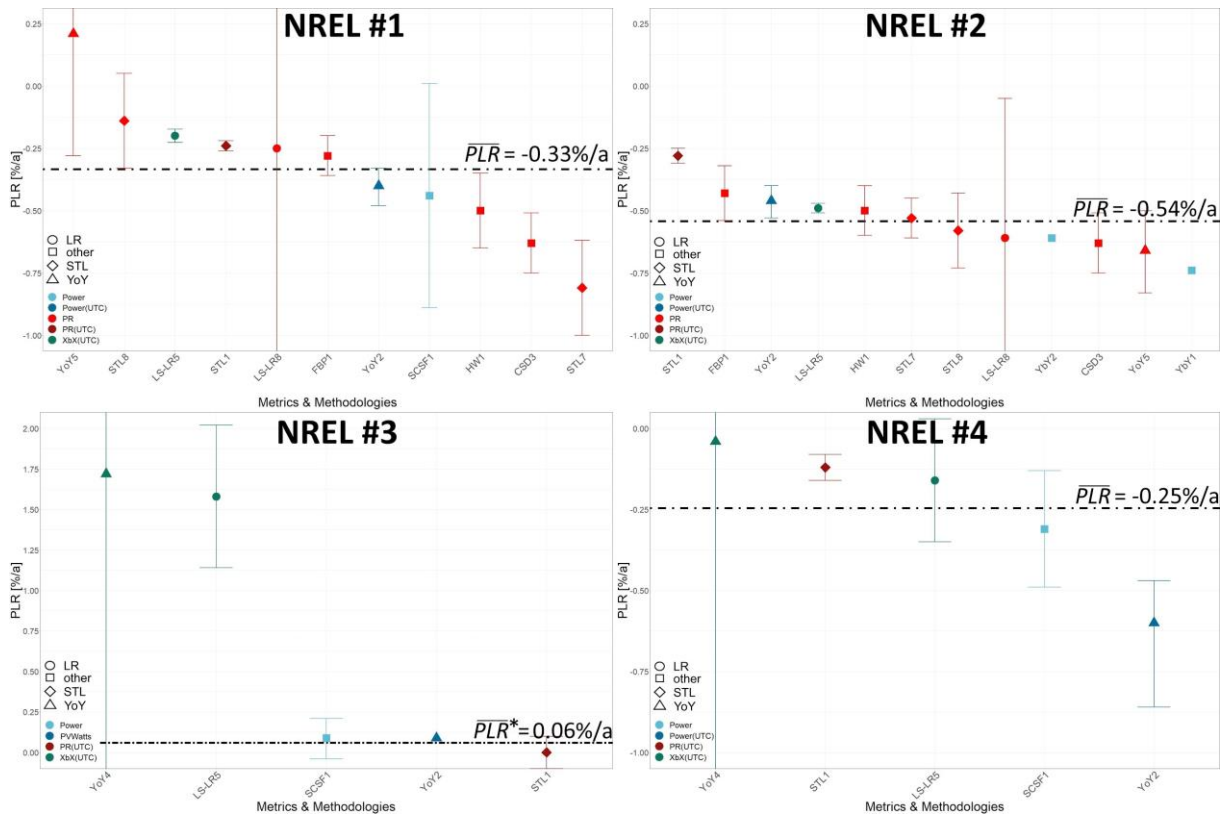 NREL #1
0.25
0.00
-0.25
-0.50
-0.75
-1.00
PLR [%/a]
PLR = -0.33%/a
LR
other
STL
YoY
Power
Power(UTC)
PR
PR(UTC)
XbX(UTC)
YoY5
STL8
LS-LR5
STL1
LS-LR8
FBP1
YoY2
SCSF1
HW1
CSD3
STL7
Metrics & Methodologies
NREL #2
0.25
0.00
-0.25
-0.50
-0.75
-1.00
PLR [%/a]
PLR = -0.54%/a
LR
other
STL
YoY
Power
Power(UTC)
PR
PR(UTC)
XbX(UTC)
STL1
FBP1
YoY2
LS-LR5
HW1
STL7
STL8
LS-LR8
YbY2
CSD3
YoY5
YbY1
Metrics & Methodologies
NREL #3
2.00
1.75
1.50
1.25
1.00
0.75
0.50
0.25
0.00
PLR [%/a]
PLR* = 0.06%/a
LR
other
STL
YoY
Power
PVWatts
PR(UTC)
XbX(UTC)
YoY4
LS-LR5
SCSF1
YoY2
STL1
Metrics & Methodologies
NREL #4
0.00
-0.25
-0.50
-0.75
-1.00
PLR [%/a]
PLR = -0.25%/a
LR
other
STL
YoY
Power
Power(UTC)
PR(UTC)
XbX(UTC)
YoY4
STL1
LS-LR5
SCSF1
YoY2
Metrics & Methodologies